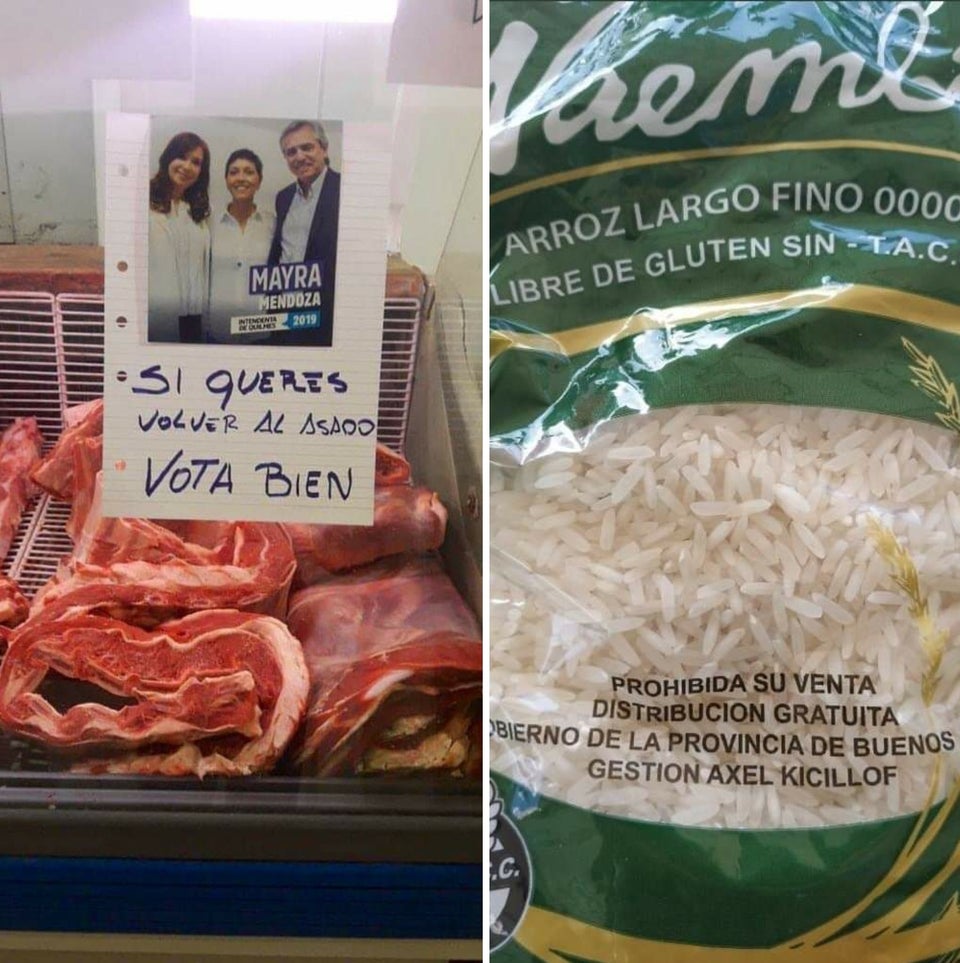 MAYRA
MENDOZA
INTENDENTA
DE QUILMES
2019
SI QUERES
VOLVER AL ASADO
VOTA BIEN
ARROZ LARGO FINO 0000
LIBRE DE GLUTEN SIN - T.A.C.
PROHIBIDA SU VENTA
DISTRIBUCION GRATUITA
OBIERNO DE LA PROVINCIA DE BUENOS
GESTION AXEL KICILLOF
.C.